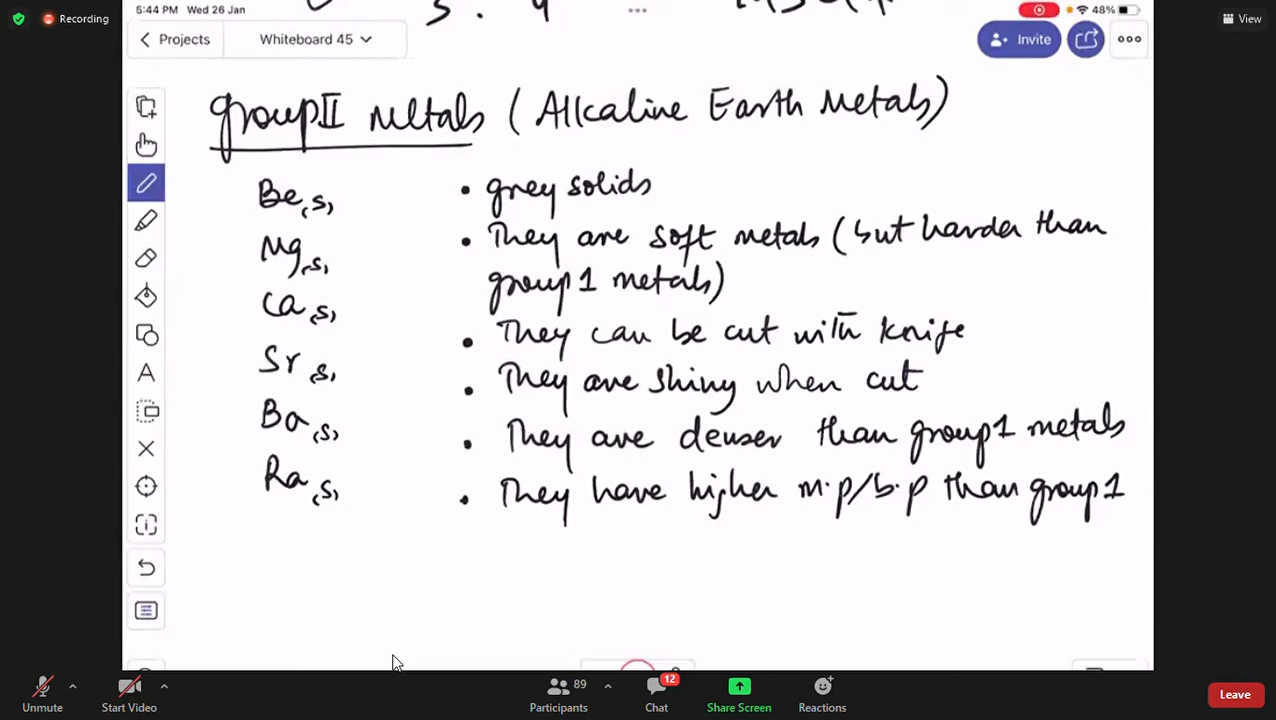 Recording
View
5:44 PM Wed 26 Jan
48%
Projects
Whiteboard 45
Invite
group II metals (Alkaline Earth Metals)
Be(s)
• grey solids
Mg(s)
• They are soft metals (but harder than
group 1 metals)
Ca(s)
• They can be cut with knife
Sr(s)
• They are shiny when cut
Ba(s)
• They are denser than group 1 metals
Ra(s)
• They have higher m.p/b.p than group 1
A
89
12
Unmute
Start Video
Participants
Chat
Share Screen
Reactions
Leave